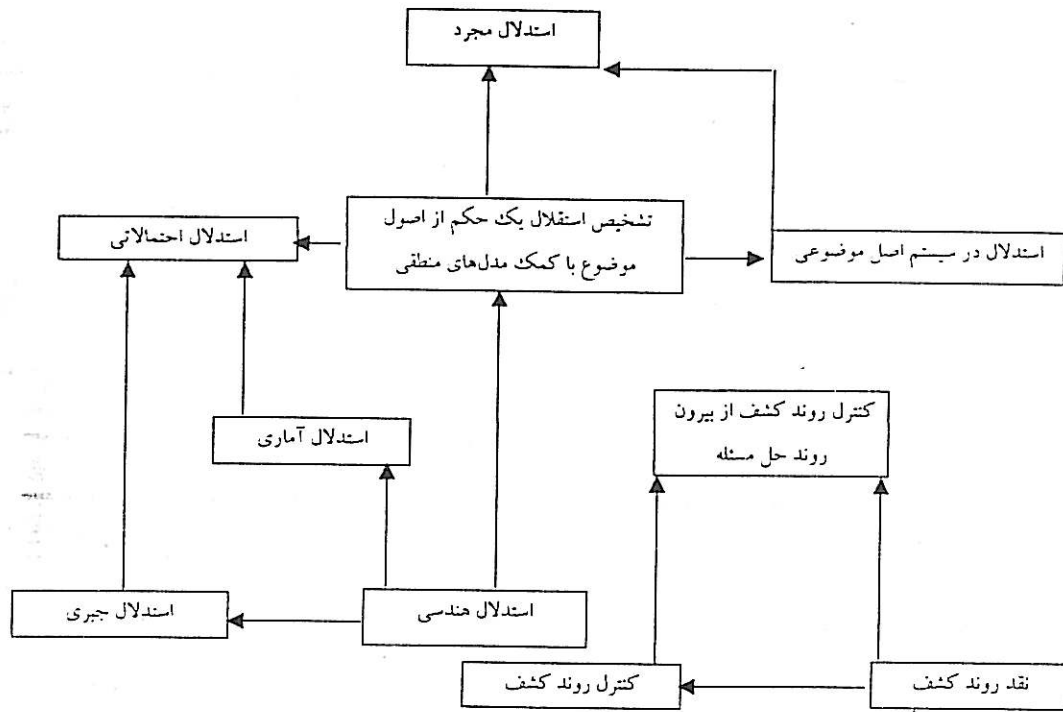 استدلال مجرد
تشخیص استقلال یک حکم از اصول
موضوع با کمک مدل‌های منطقی
استدلال احتمالاتی
استدلال در سیستم اصل موضوعی
کنترل روند کشف از بیرون
روند حل مسئله
استدلال آماری
استدلال هندسی
استدلال جبری
نقد روند کشف
کنترل روند کشف